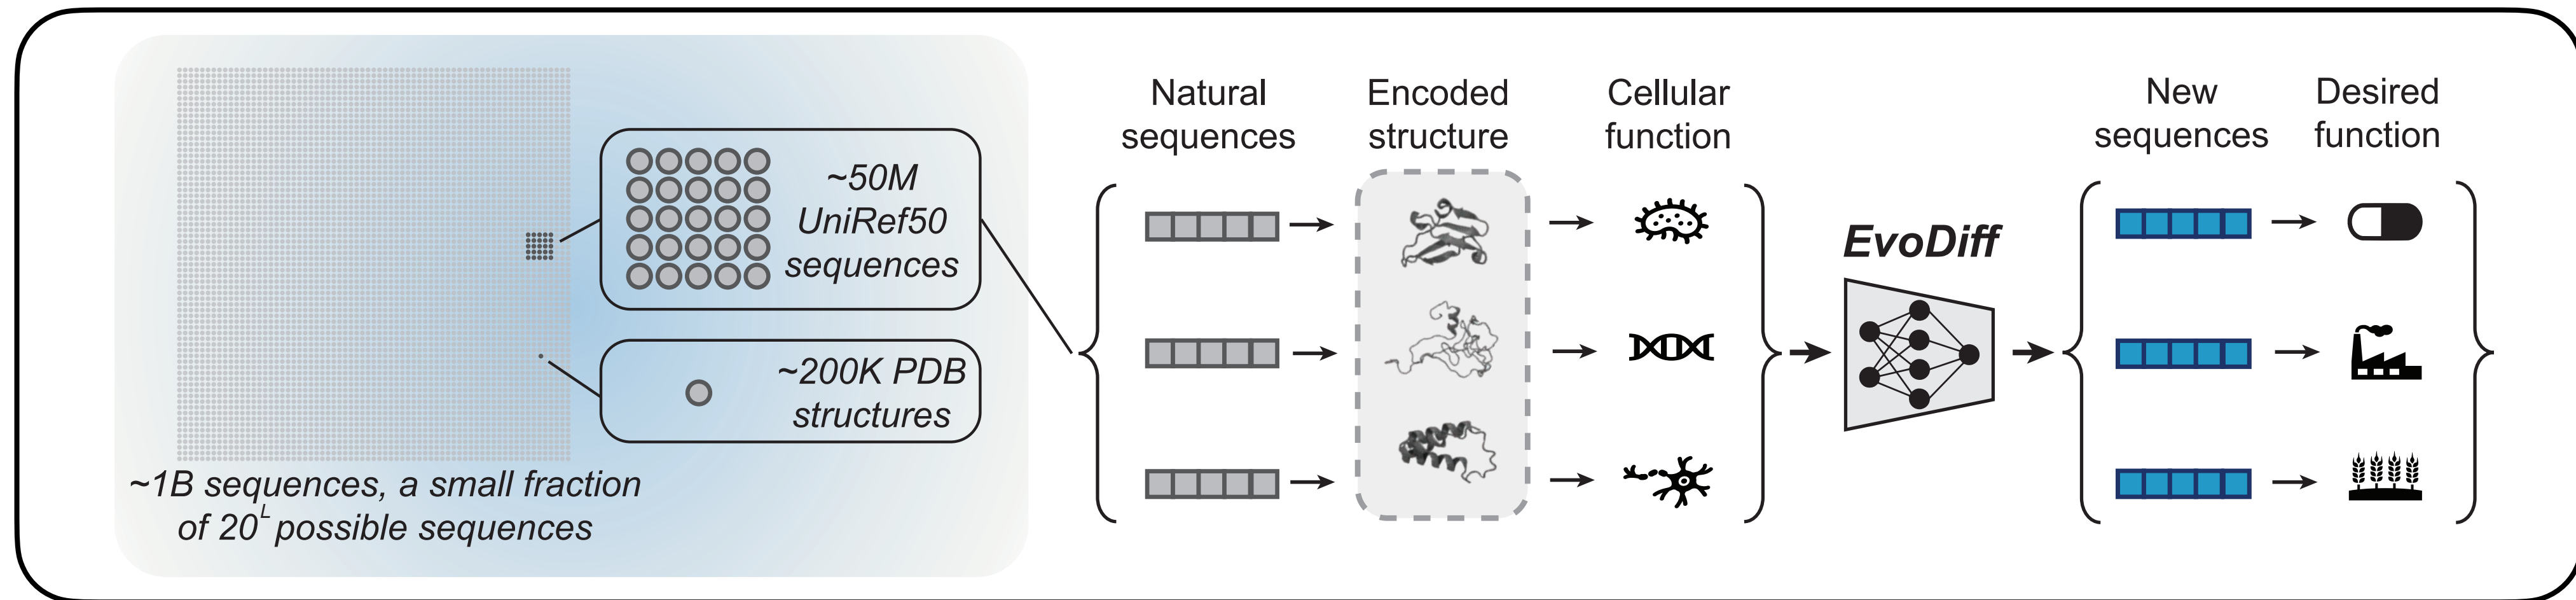 ~50M
UniRef50
sequences
~200K PDB
structures
~1B sequences, a small fraction
of 20^L possible sequences
Natural
sequences
Encoded
structure
Cellular
function
EvoDiff
New
sequences
Desired
function